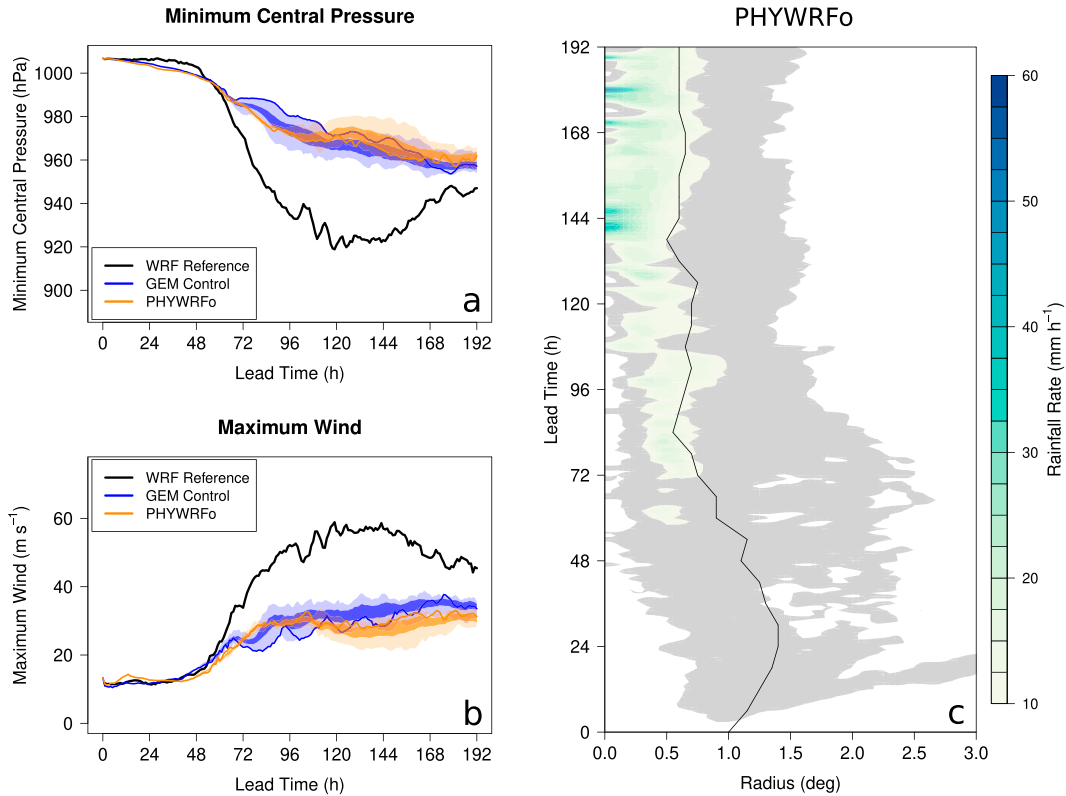 Minimum Central Pressure
Minimum Central Pressure (hPa)
1000
980
960
940
920
900
WRF Reference
GEM Control
PHYWRFo
a
0 24 48 72 96 120 144 168 192
Lead Time (h)
Maximum Wind
Maximum Wind (m s⁻¹)
60
40
20
0
WRF Reference
GEM Control
PHYWRFo
b
0 24 48 72 96 120 144 168 192
Lead Time (h)
PHYWRFo
Lead Time (h)
192
168
144
120
96
72
48
24
0
c
0.0 0.5 1.0 1.5 2.0 2.5 3.0
Radius (deg)
60
50
40
30
20
10
Rainfall Rate (mm h⁻¹)